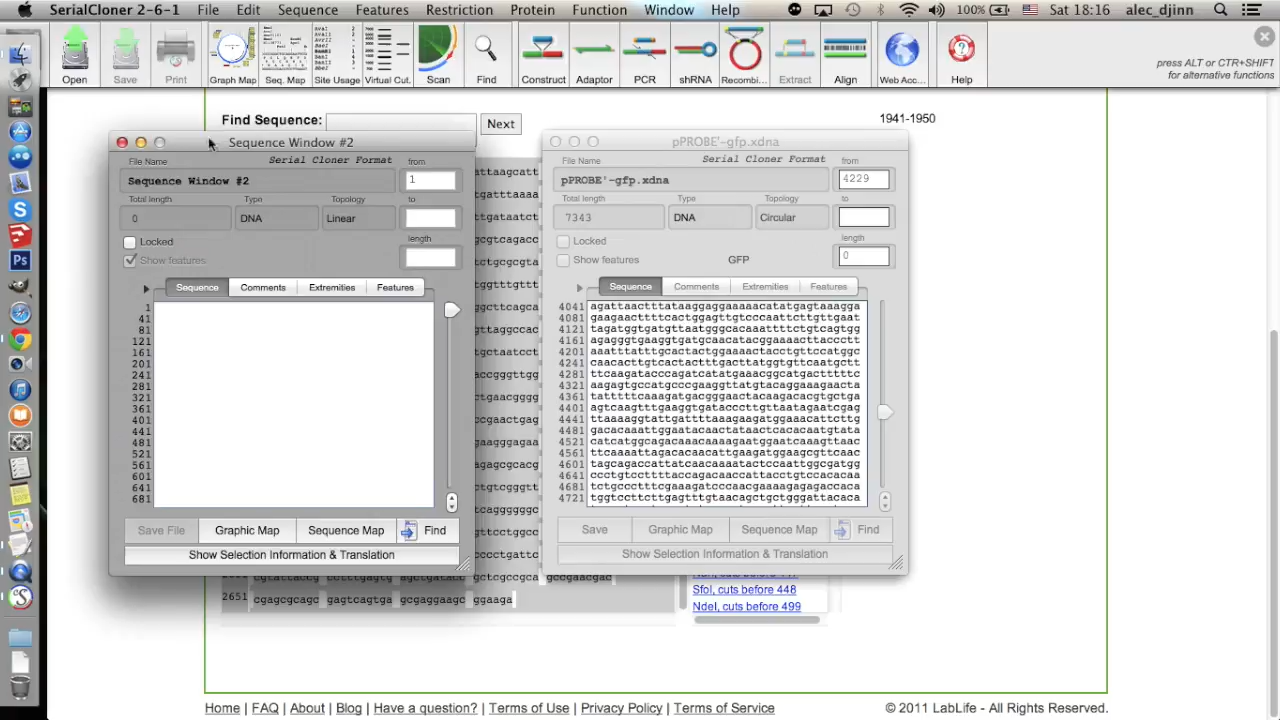 SerialCloner 2-6-1 File Edit Sequence Features Restriction Protein Function Window Help 100% Sat 18:16 alec_djinn
Open Save Print Graph Map Seq. Map Site Usage Virtual Cut. Scan Find Construct Adaptor PCR shRNA Recombi... Extract Align Web Acc... Help
press ALT or CTR+SHIFT
for alternative functions
Find Sequence: Next
1941-1950
Sequence Window #2
File Name Serial Cloner Format from
Sequence Window #2 1
Total length Type Topology to
0 DNA Linear
Locked
length
Show features
Sequence Comments Extremities Features
1
41
81
121
161
201
241
281
321
361
401
441
481
521
561
601
641
681
Save File Graphic Map Sequence Map Find
Show Selection Information & Translation
pPROBE'-gfp.xdna
File Name Serial Cloner Format from
pPROBE'-gfp.xdna 4229
Total length Type Topology to
7343 DNA Circular
Locked
length
Show features GFP 0
Sequence Comments Extremities Features
4041 agattaactttataaggaggaaaaacatatgagtaaagga
4081 gaagaacttttcactggagttgtcccaattcttgttgaat
4121 tagatggtgatgttaatgggcacaaattttctgtcagtgg
4161 agagggtgaaggtgatgcaacatacggaaaacttaccctt
4201 aaatttatttgcactactggaaaactacctgttccatggc
4241 caacacttgtcactactttgacttatggtgttcaatgctt
4281 ttcaagatacccagatcatatgaaacggcatgactttttc
4321 aagagtgccatgcccgaaggttatgtacaggaaagaacta
4361 tatttttcaaagatgacgggaactacaagacacgtgctga
4401 agtcaagtttgaaggtgatacccttgttaatagaatcgag
4441 ttaaaaggtattgattttaaagaagatggaaacattcttg
4481 gacacaaattggaatacaactataactcacacaatgtata
4521 catcatggcagacaaacaaaagaatggaatcaaagttaac
4561 ttcaaaattagacacaacattgaagatggaagcgttcaac
4601 tagcagaccattatcaacaaaatactccaattggcgatgg
4641 ccctgtccttttaccagacaaccattacctgtccacacaa
4681 tctgccctttcgaaagatcccaacgaaaagagagaccaca
4721 tggtccttcttgagtttgtaacagctgctgggattacaca
Save Graphic Map Sequence Map Find
Show Selection Information & Translation
SfoI, cuts before 448
2651 cgagcgcagc gagtcagtga gcgaggaagc ggaaga
NdeI, cuts before 499
Home | FAQ | About | Blog | Have a question? | Terms of Use | Privacy Policy | Terms of Service © 2011 LabLife - All Rights Reserved.